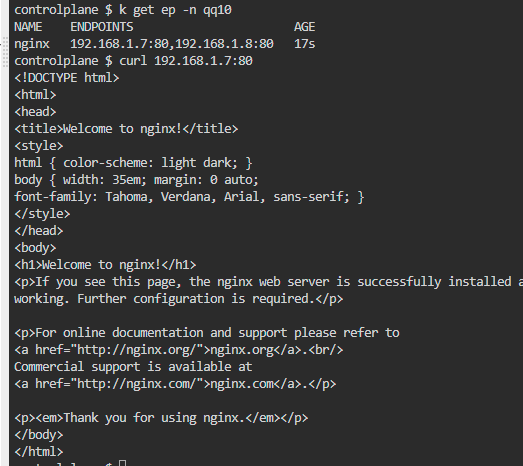 controlplane $ k get ep -n qq10
NAME    ENDPOINTS                       AGE
nginx   192.168.1.7:80,192.168.1.8:80   17s
controlplane $ curl 192.168.1.7:80
<!DOCTYPE html>
<html>
<head>
<title>Welcome to nginx!</title>
<style>
html { color-scheme: light dark; }
body { width: 35em; margin: 0 auto;
font-family: Tahoma, Verdana, Arial, sans-serif; }
</style>
</head>
<body>
<h1>Welcome to nginx!</h1>
<p>If you see this page, the nginx web server is successfully installed a
working. Further configuration is required.</p>

<p>For online documentation and support please refer to
<a href="http://nginx.org/">nginx.org</a>.<br/>
Commercial support is available at
<a href="http://nginx.com/">nginx.com</a>.</p>

<p><em>Thank you for using nginx.</em></p>
</body>
</html>
controlplane $